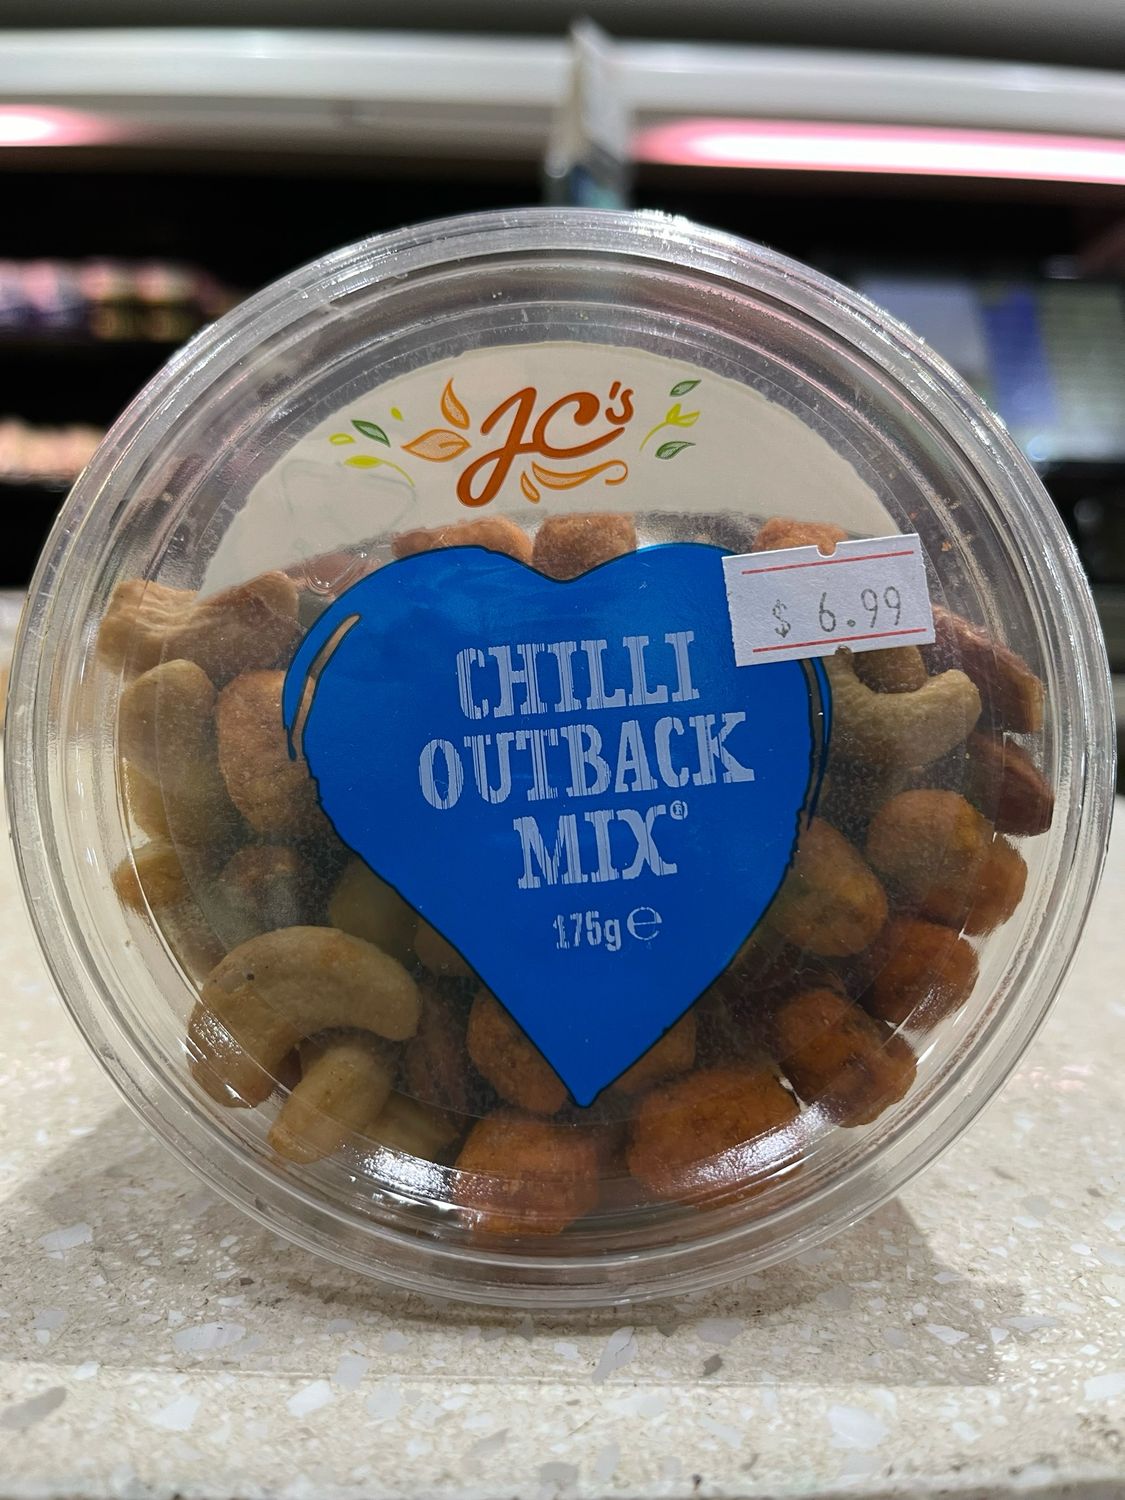 JC's
$ 6.99
CHILLI
OUTBACK
MIX®
175g℮